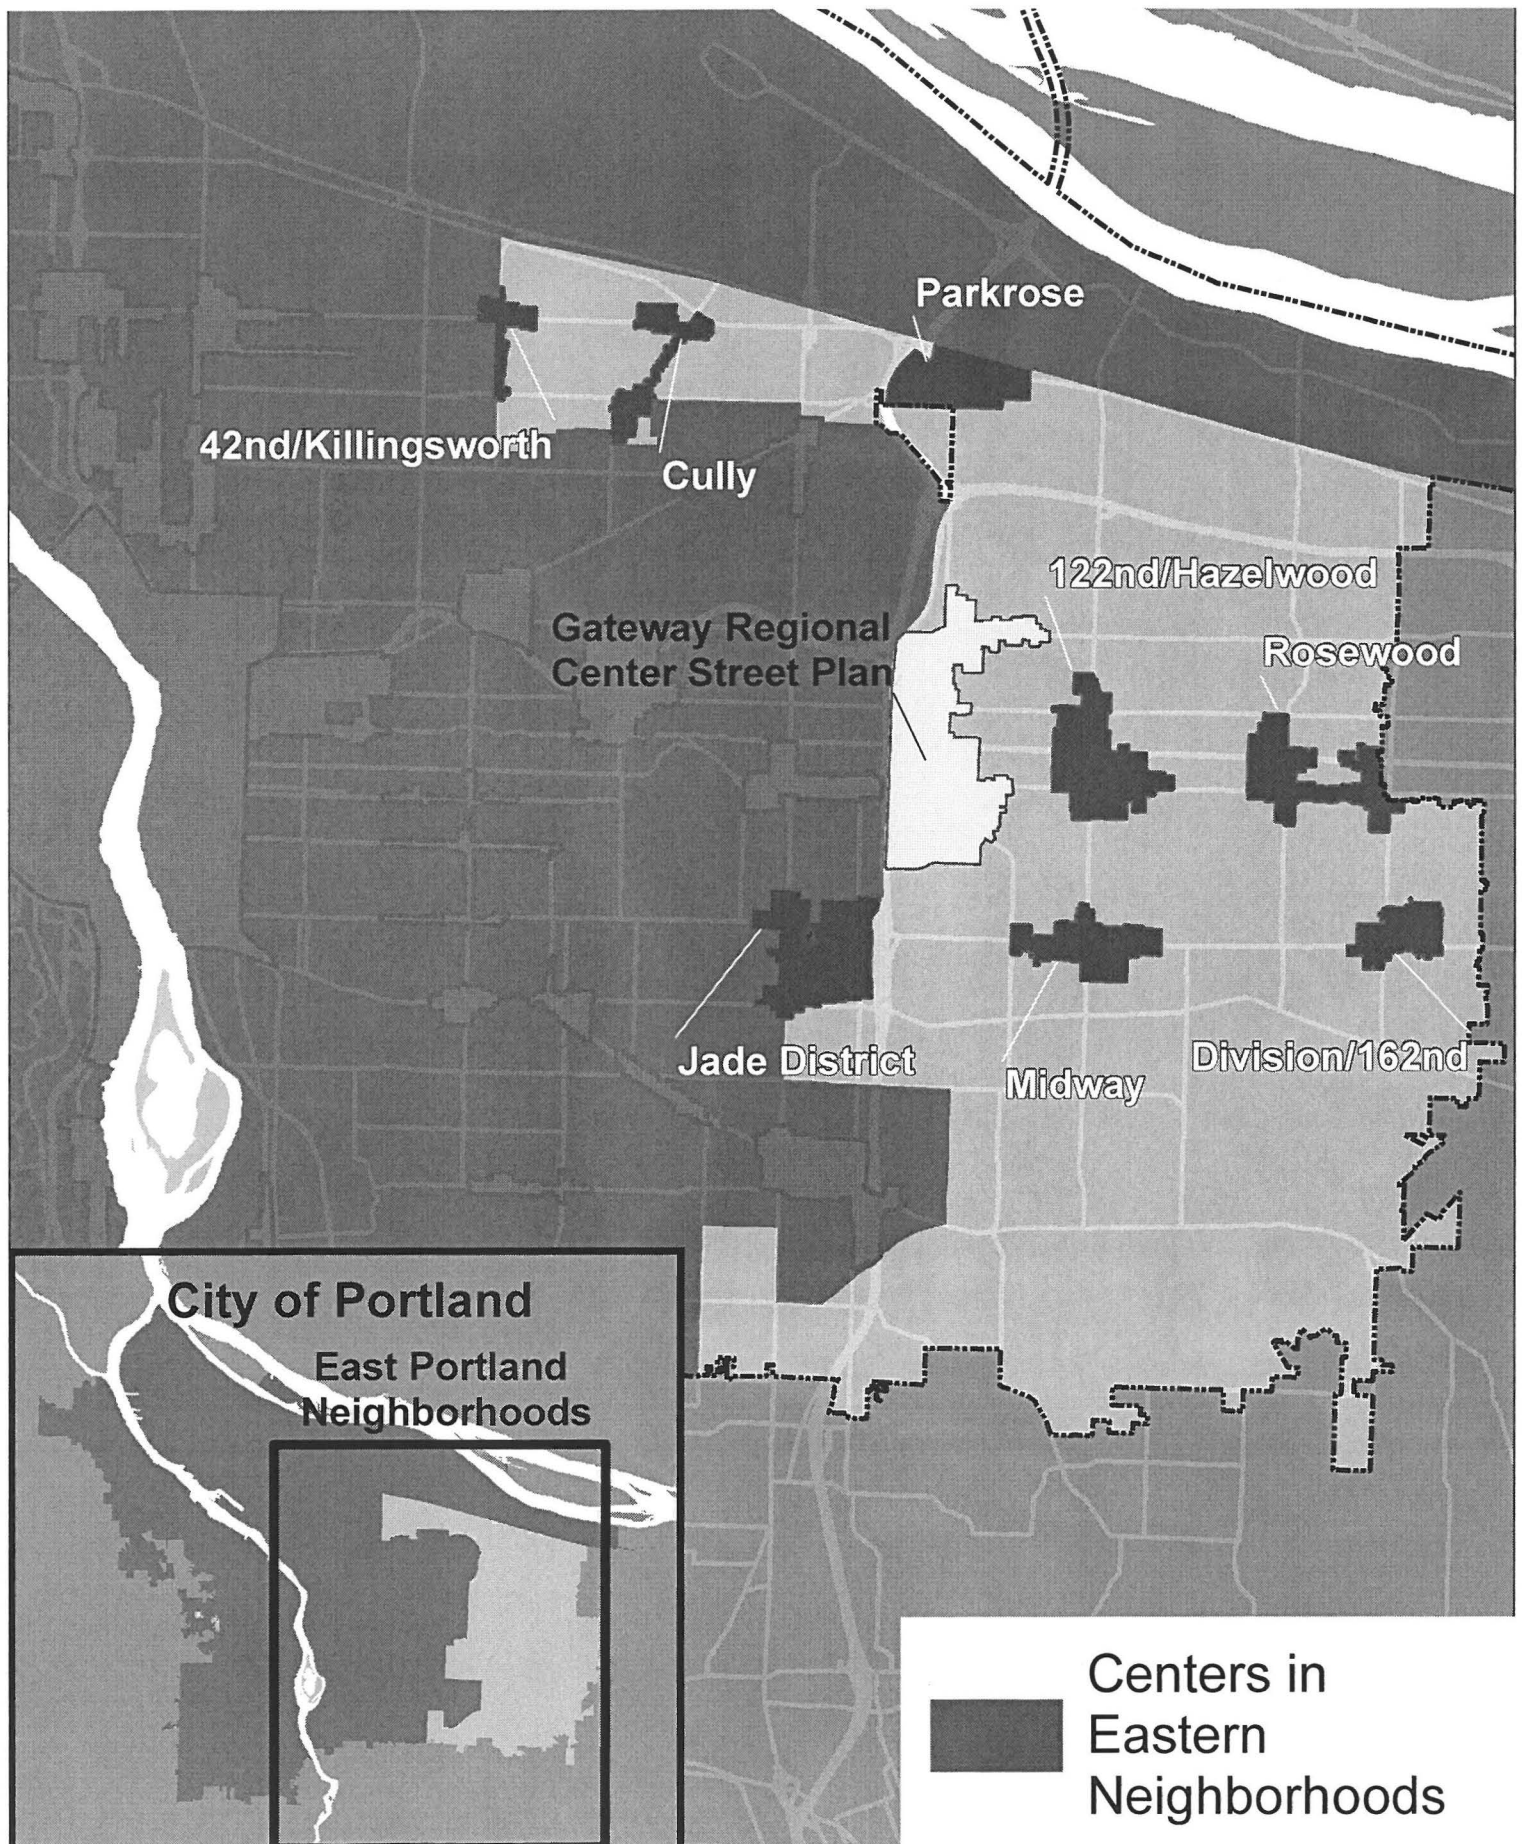 Parkrose
42nd/Killingsworth
Cully
122nd/Hazelwood
Gateway Regional
Center Street Plan
Rosewood
Jade District
Midway
Division/162nd
City of Portland
East Portland
Neighborhoods
Centers in
Eastern
Neighborhoods